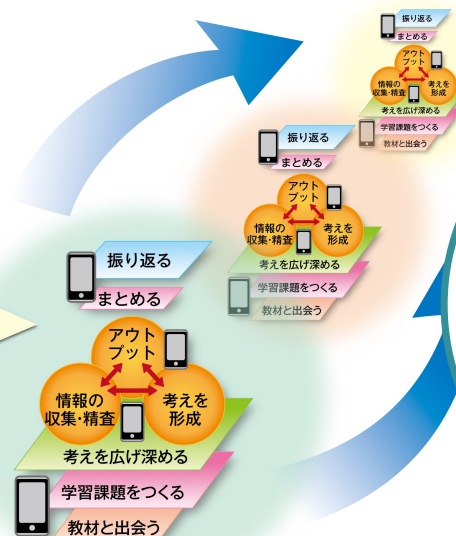 振り返る
まとめる
アウト
プット
情報の
収集・精査
考えを
形成
考えを広げ深める
学習課題をつくる
教材と出会う
振り返る
まとめる
アウト
プット
情報の
収集・精査
考えを
形成
考えを広げ深める
学習課題をつくる
教材と出会う
振り返る
まとめる
アウト
プット
情報の
収集・精査
考えを
形成
考えを広げ深める
学習課題をつくる
教材と出会う